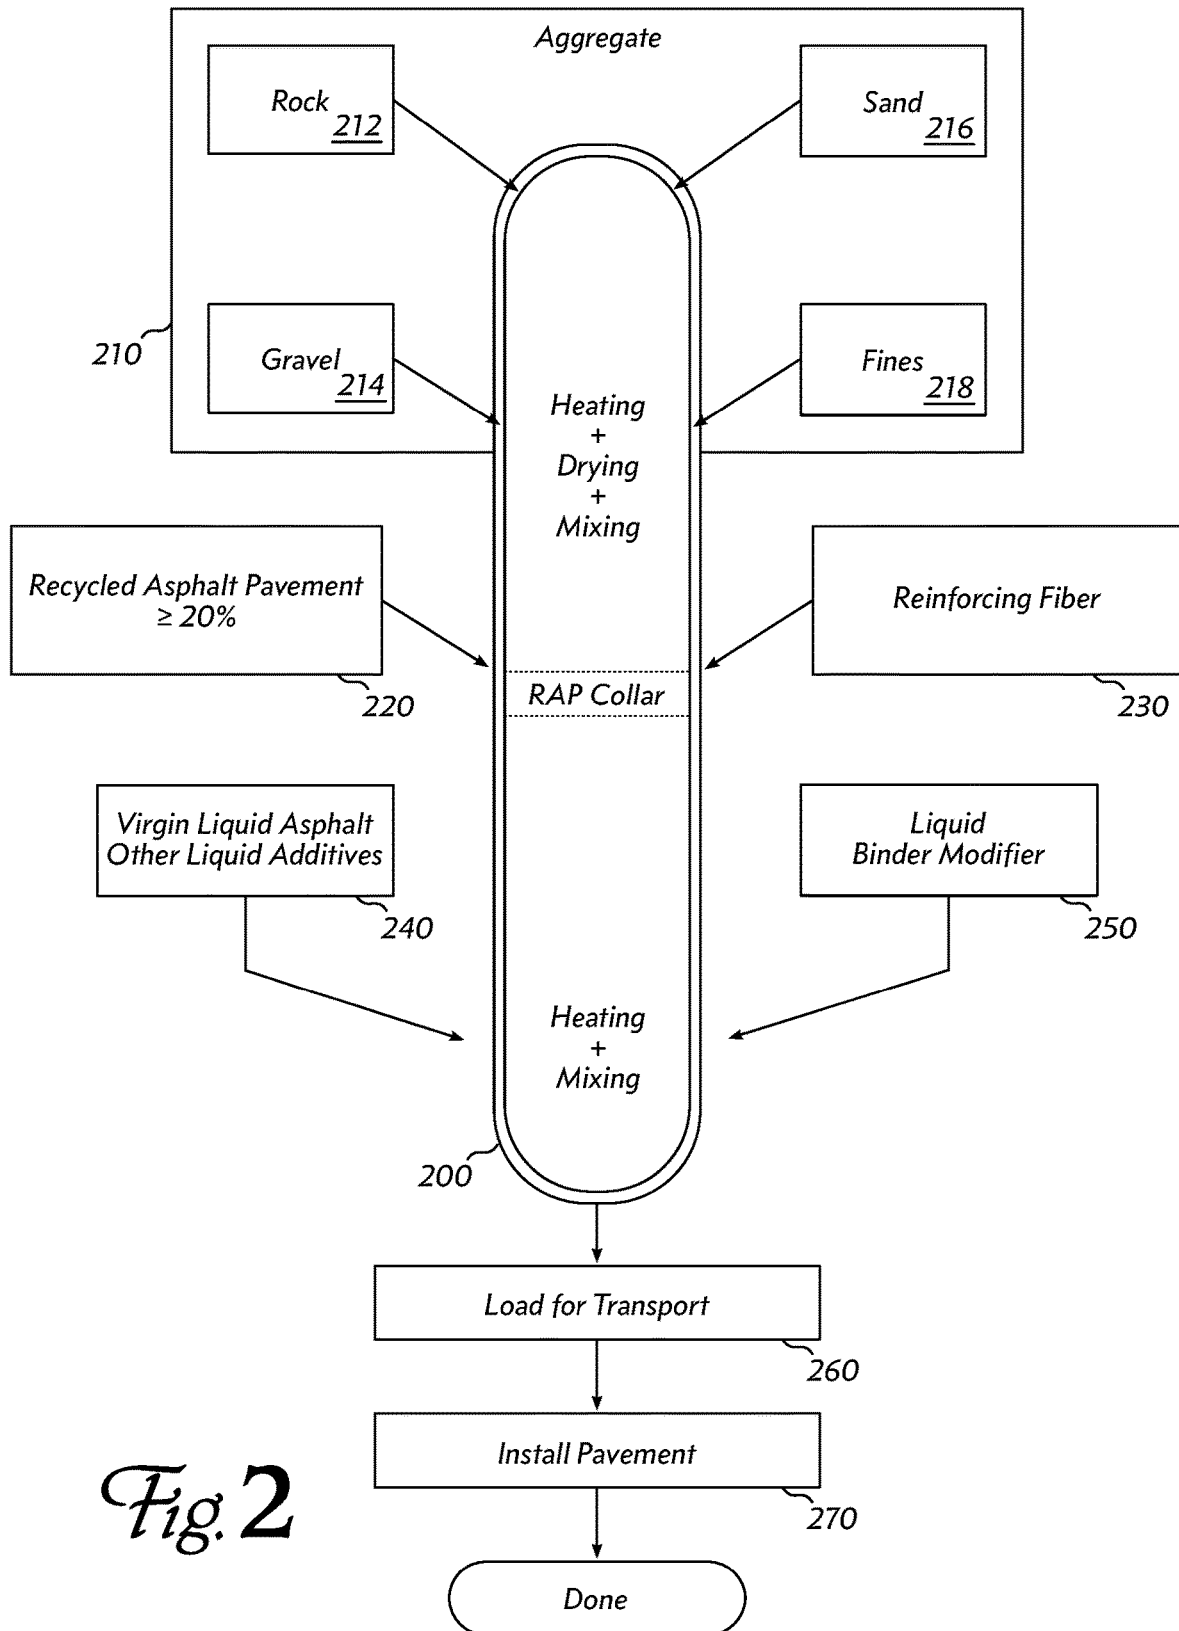 Aggregate
Rock
212
Sand
216
210
Gravel
214
Fines
218
Heating
+
Drying
+
Mixing
Recycled Asphalt Pavement
≥ 20%
220
Reinforcing Fiber
230
RAP Collar
Virgin Liquid Asphalt
Other Liquid Additives
240
Liquid
Binder Modifier
250
Heating
+
Mixing
200
Load for Transport
260
Install Pavement
270
Fig. 2
Done